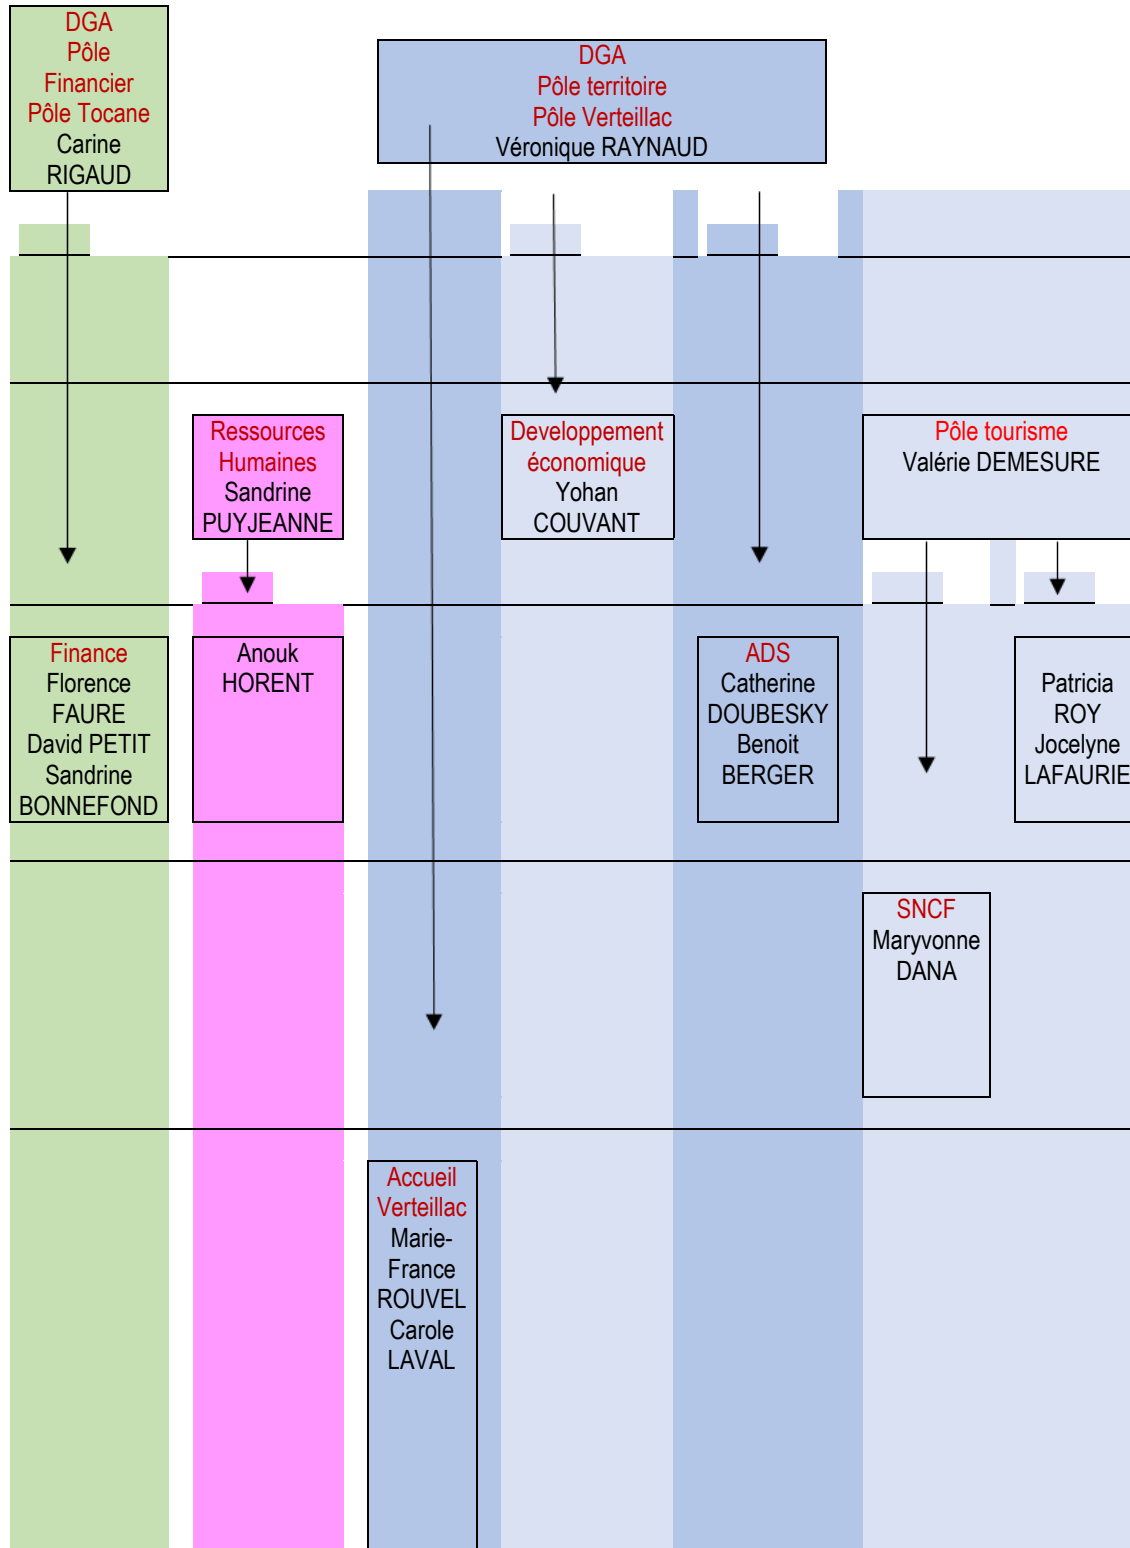 DGA
Pôle
Financier
Pôle Tocane
Carine
RIGAUD
DGA
Pôle territoire
Pôle Verteillac
Véronique RAYNAUD
Ressources
Humaines
Sandrine
PUYJEANNE
Developpement
économique
Yohan
COUVANT
Pôle tourisme
Valérie DEMESURE
Finance
Florence
FAURE
David PETIT
Sandrine
BONNEFOND
Anouk
HORENT
ADS
Catherine
DOUBESKY
Benoit
BERGER
Patricia
ROY
Jocelyne
LAFAURIE
SNCF
Maryvonne
DANA
Accueil
Verteillac
Marie-
France
ROUVEL
Carole
LAVAL